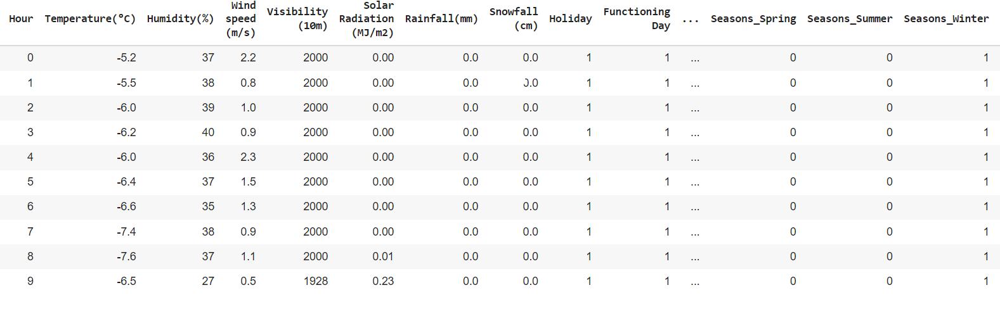 Hour Temperature(°C) Humidity(%) Wind speed (m/s) Visibility (10m) Solar Radiation (MJ/m2) Rainfall(mm) Snowfall (cm) Holiday Functioning Day ... Seasons_Spring Seasons_Summer Seasons_Winter
0 -5.2 37 2.2 2000 0.00 0.0 0.0 1 1 ... 0 0 1
1 -5.5 38 0.8 2000 0.00 0.0 0.0 1 1 ... 0 0 1
2 -6.0 39 1.0 2000 0.00 0.0 0.0 1 1 ... 0 0 1
3 -6.2 40 0.9 2000 0.00 0.0 0.0 1 1 ... 0 0 1
4 -6.0 36 2.3 2000 0.00 0.0 0.0 1 1 ... 0 0 1
5 -6.4 37 1.5 2000 0.00 0.0 0.0 1 1 ... 0 0 1
6 -6.6 35 1.3 2000 0.00 0.0 0.0 1 1 ... 0 0 1
7 -7.4 38 0.9 2000 0.00 0.0 0.0 1 1 ... 0 0 1
8 -7.6 37 1.1 2000 0.01 0.0 0.0 1 1 ... 0 0 1
9 -6.5 27 0.5 1928 0.23 0.0 0.0 1 1 ... 0 0 1